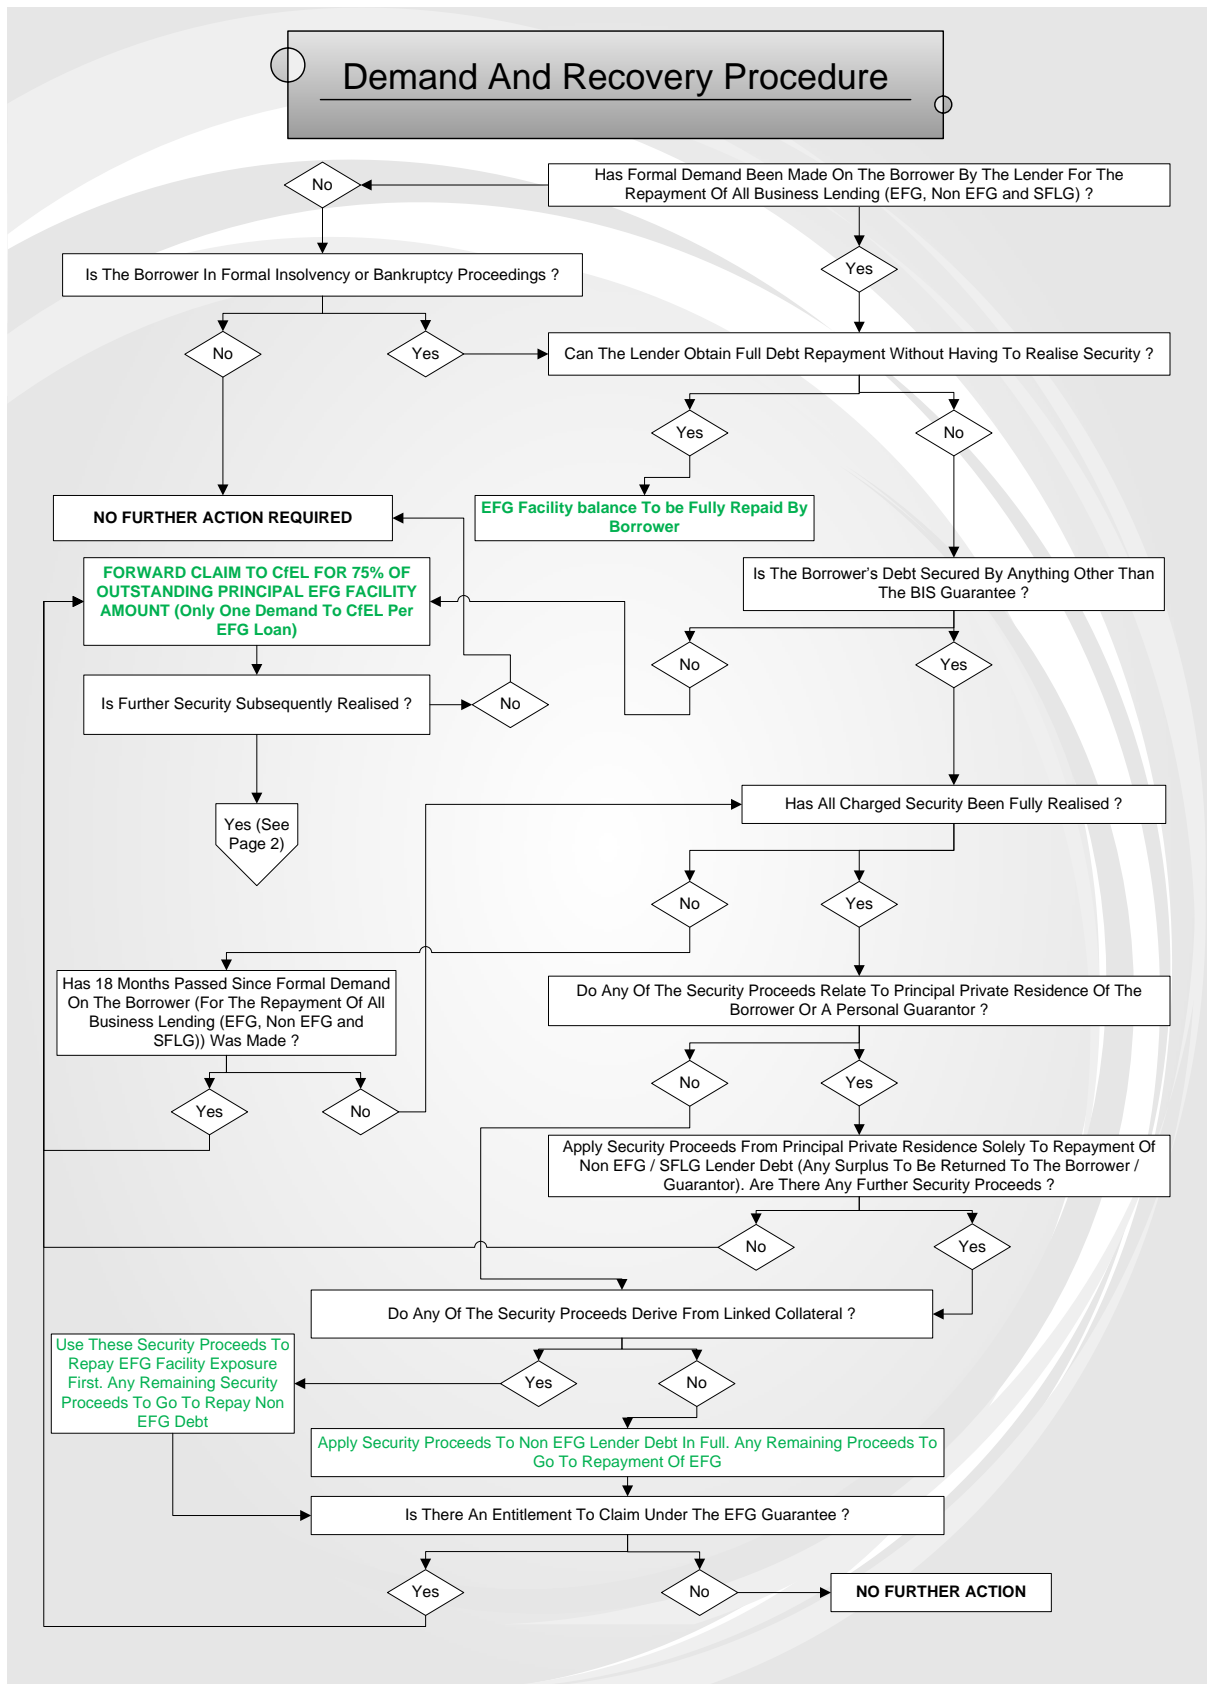 Demand And Recovery Procedure
Has Formal Demand Been Made On The Borrower By The Lender For The
Repayment Of All Business Lending (EFG, Non EFG and SFLG) ?
No
Yes
Is The Borrower In Formal Insolvency or Bankruptcy Proceedings ?
No
Yes
Can The Lender Obtain Full Debt Repayment Without Having To Realise Security ?
Yes
No
NO FURTHER ACTION REQUIRED
EFG Facility balance To be Fully Repaid By
Borrower
FORWARD CLAIM TO CfEL FOR 75% OF
OUTSTANDING PRINCIPAL EFG FACILITY
AMOUNT (Only One Demand To CfEL Per
EFG Loan)
Is The Borrower's Debt Secured By Anything Other Than
The BIS Guarantee ?
No
Yes
Is Further Security Subsequently Realised ?
No
Yes (See
Page 2)
Has All Charged Security Been Fully Realised ?
No
Yes
Has 18 Months Passed Since Formal Demand
On The Borrower (For The Repayment Of All
Business Lending (EFG, Non EFG and
SFLG)) Was Made ?
Yes
No
Do Any Of The Security Proceeds Relate To Principal Private Residence Of The
Borrower Or A Personal Guarantor ?
No
Yes
Apply Security Proceeds From Principal Private Residence Solely To Repayment Of
Non EFG / SFLG Lender Debt (Any Surplus To Be Returned To The Borrower /
Guarantor). Are There Any Further Security Proceeds ?
No
Yes
Do Any Of The Security Proceeds Derive From Linked Collateral ?
Yes
No
Use These Security Proceeds To
Repay EFG Facility Exposure
First. Any Remaining Security
Proceeds To Go To Repay Non
EFG Debt
Apply Security Proceeds To Non EFG Lender Debt In Full. Any Remaining Proceeds To
Go To Repayment Of EFG
Is There An Entitlement To Claim Under The EFG Guarantee ?
Yes
No
NO FURTHER ACTION